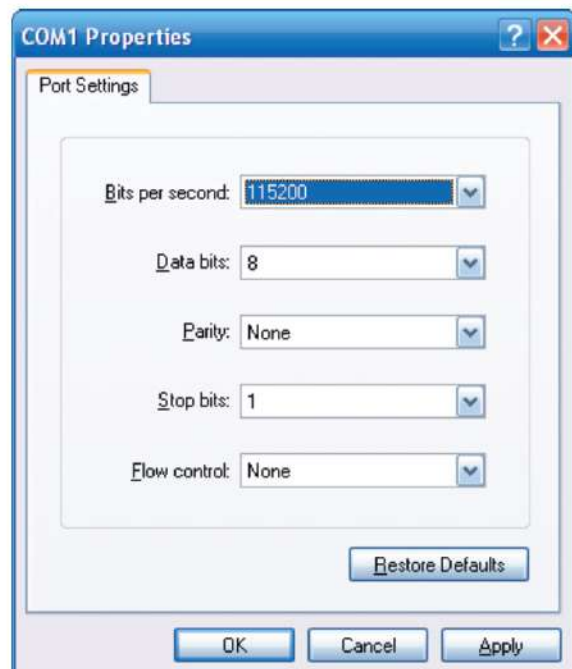 COM1 Properties
Port Settings
Bits per second: 115200
Data bits: 8
Parity: None
Stop bits: 1
Flow control: None
Restore Defaults
OK Cancel Apply